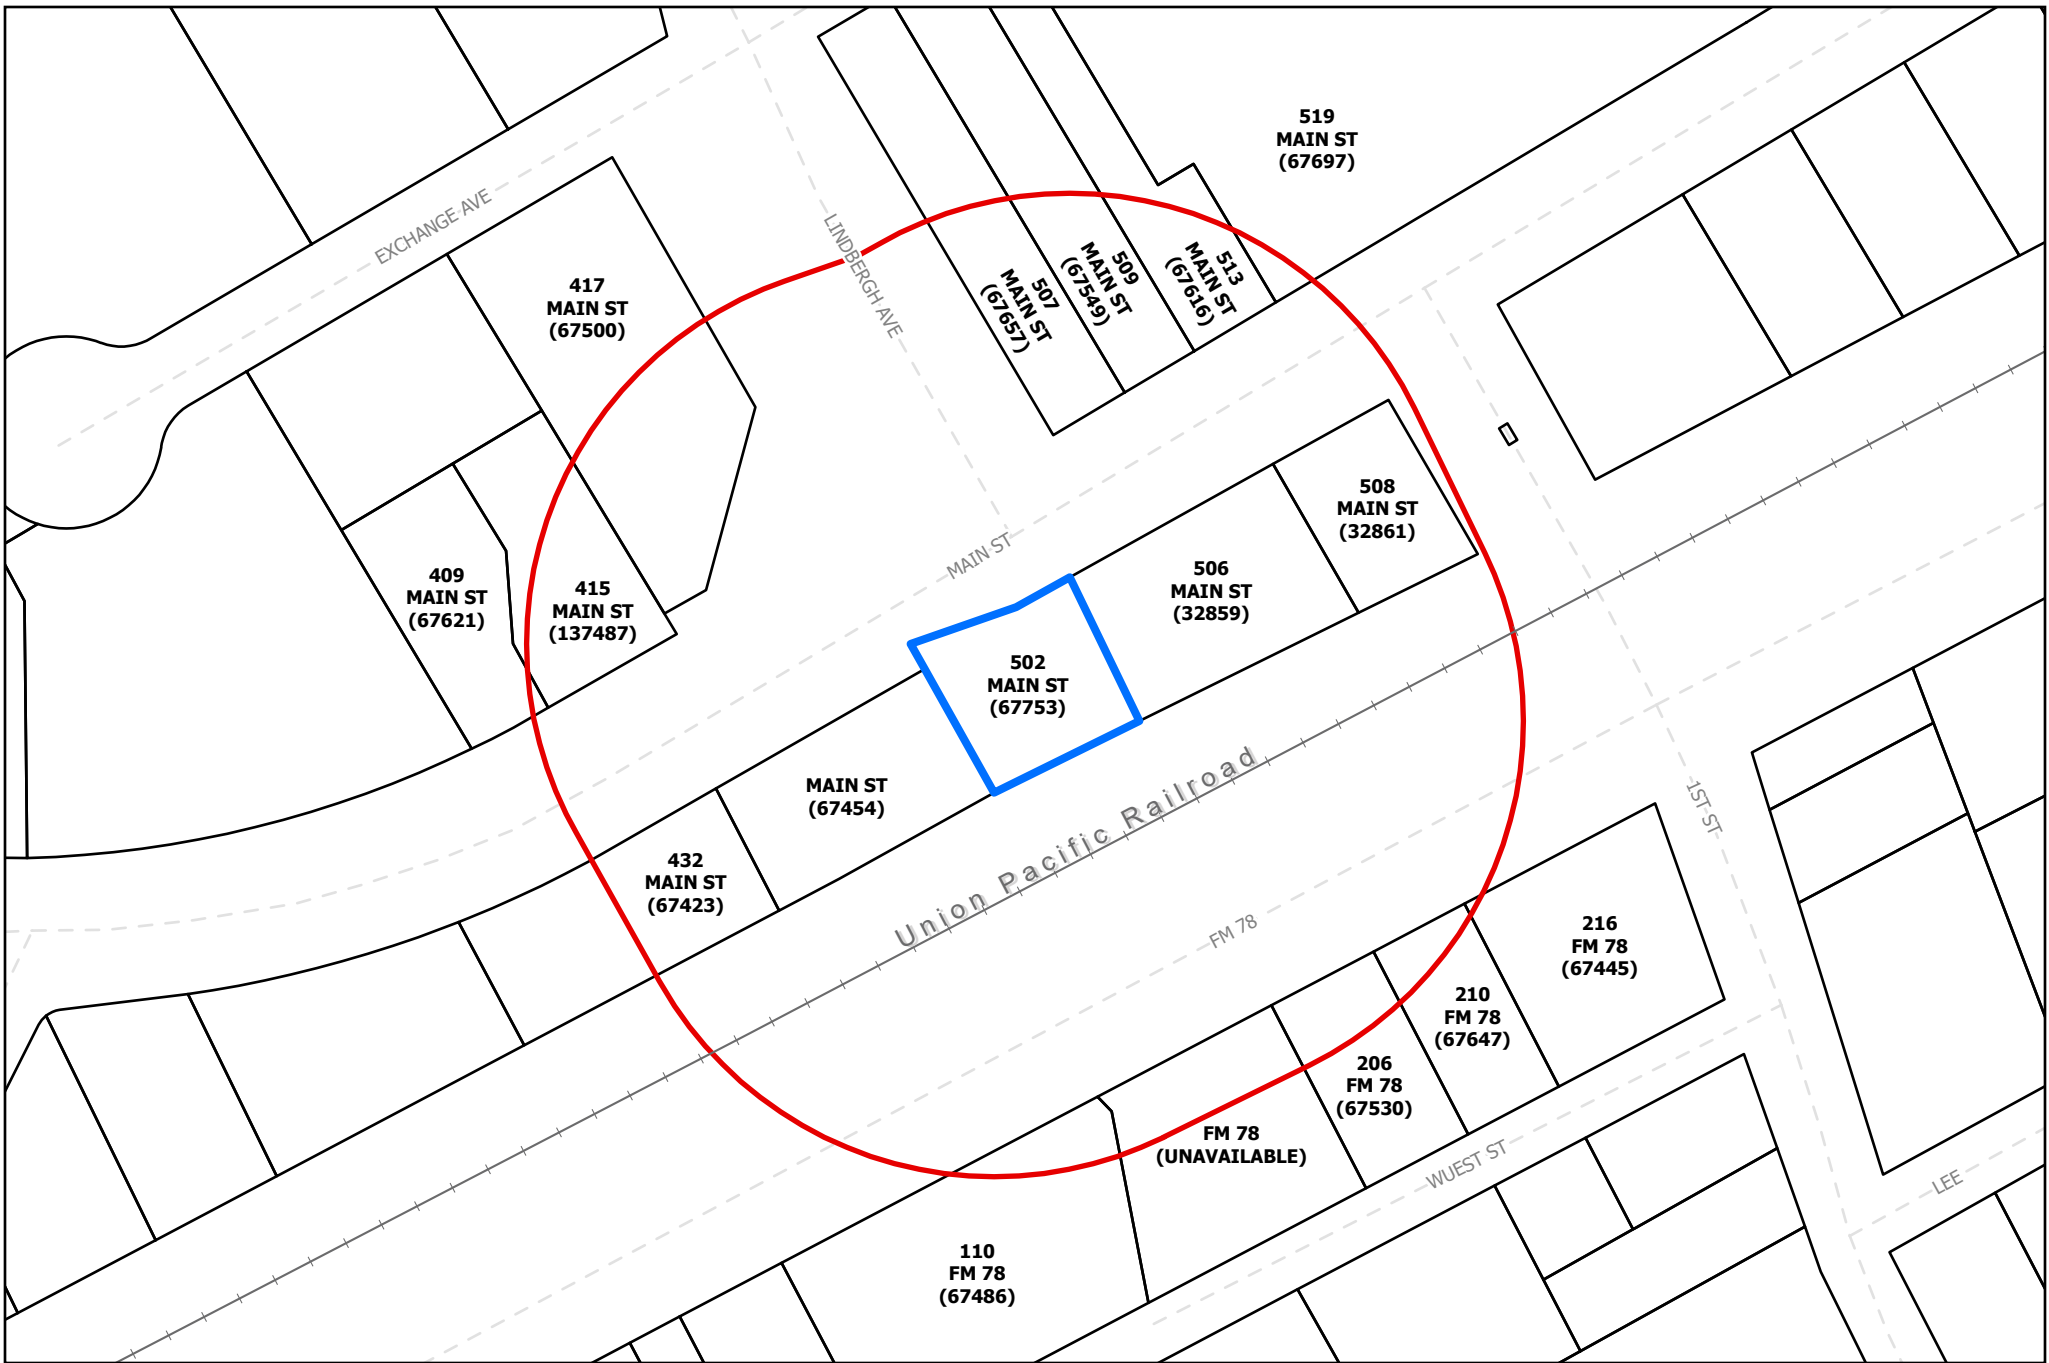 519
MAIN ST
(67697)
EXCHANGE AVE
LINDBERGH AVE
417
MAIN ST
(67500)
507
MAIN ST
(67657)
509
MAIN ST
(67549)
513
MAIN ST
(67616)
508
MAIN ST
(32861)
MAIN ST
506
MAIN ST
(32859)
409
MAIN ST
(67621)
415
MAIN ST
(137487)
502
MAIN ST
(67753)
MAIN ST
(67454)
Union Pacific Railroad
1ST ST
432
MAIN ST
(67423)
FM 78
216
FM 78
(67445)
210
FM 78
(67647)
206
FM 78
(67530)
FM 78
(UNAVAILABLE)
WUEST ST
LEE
110
FM 78
(67486)